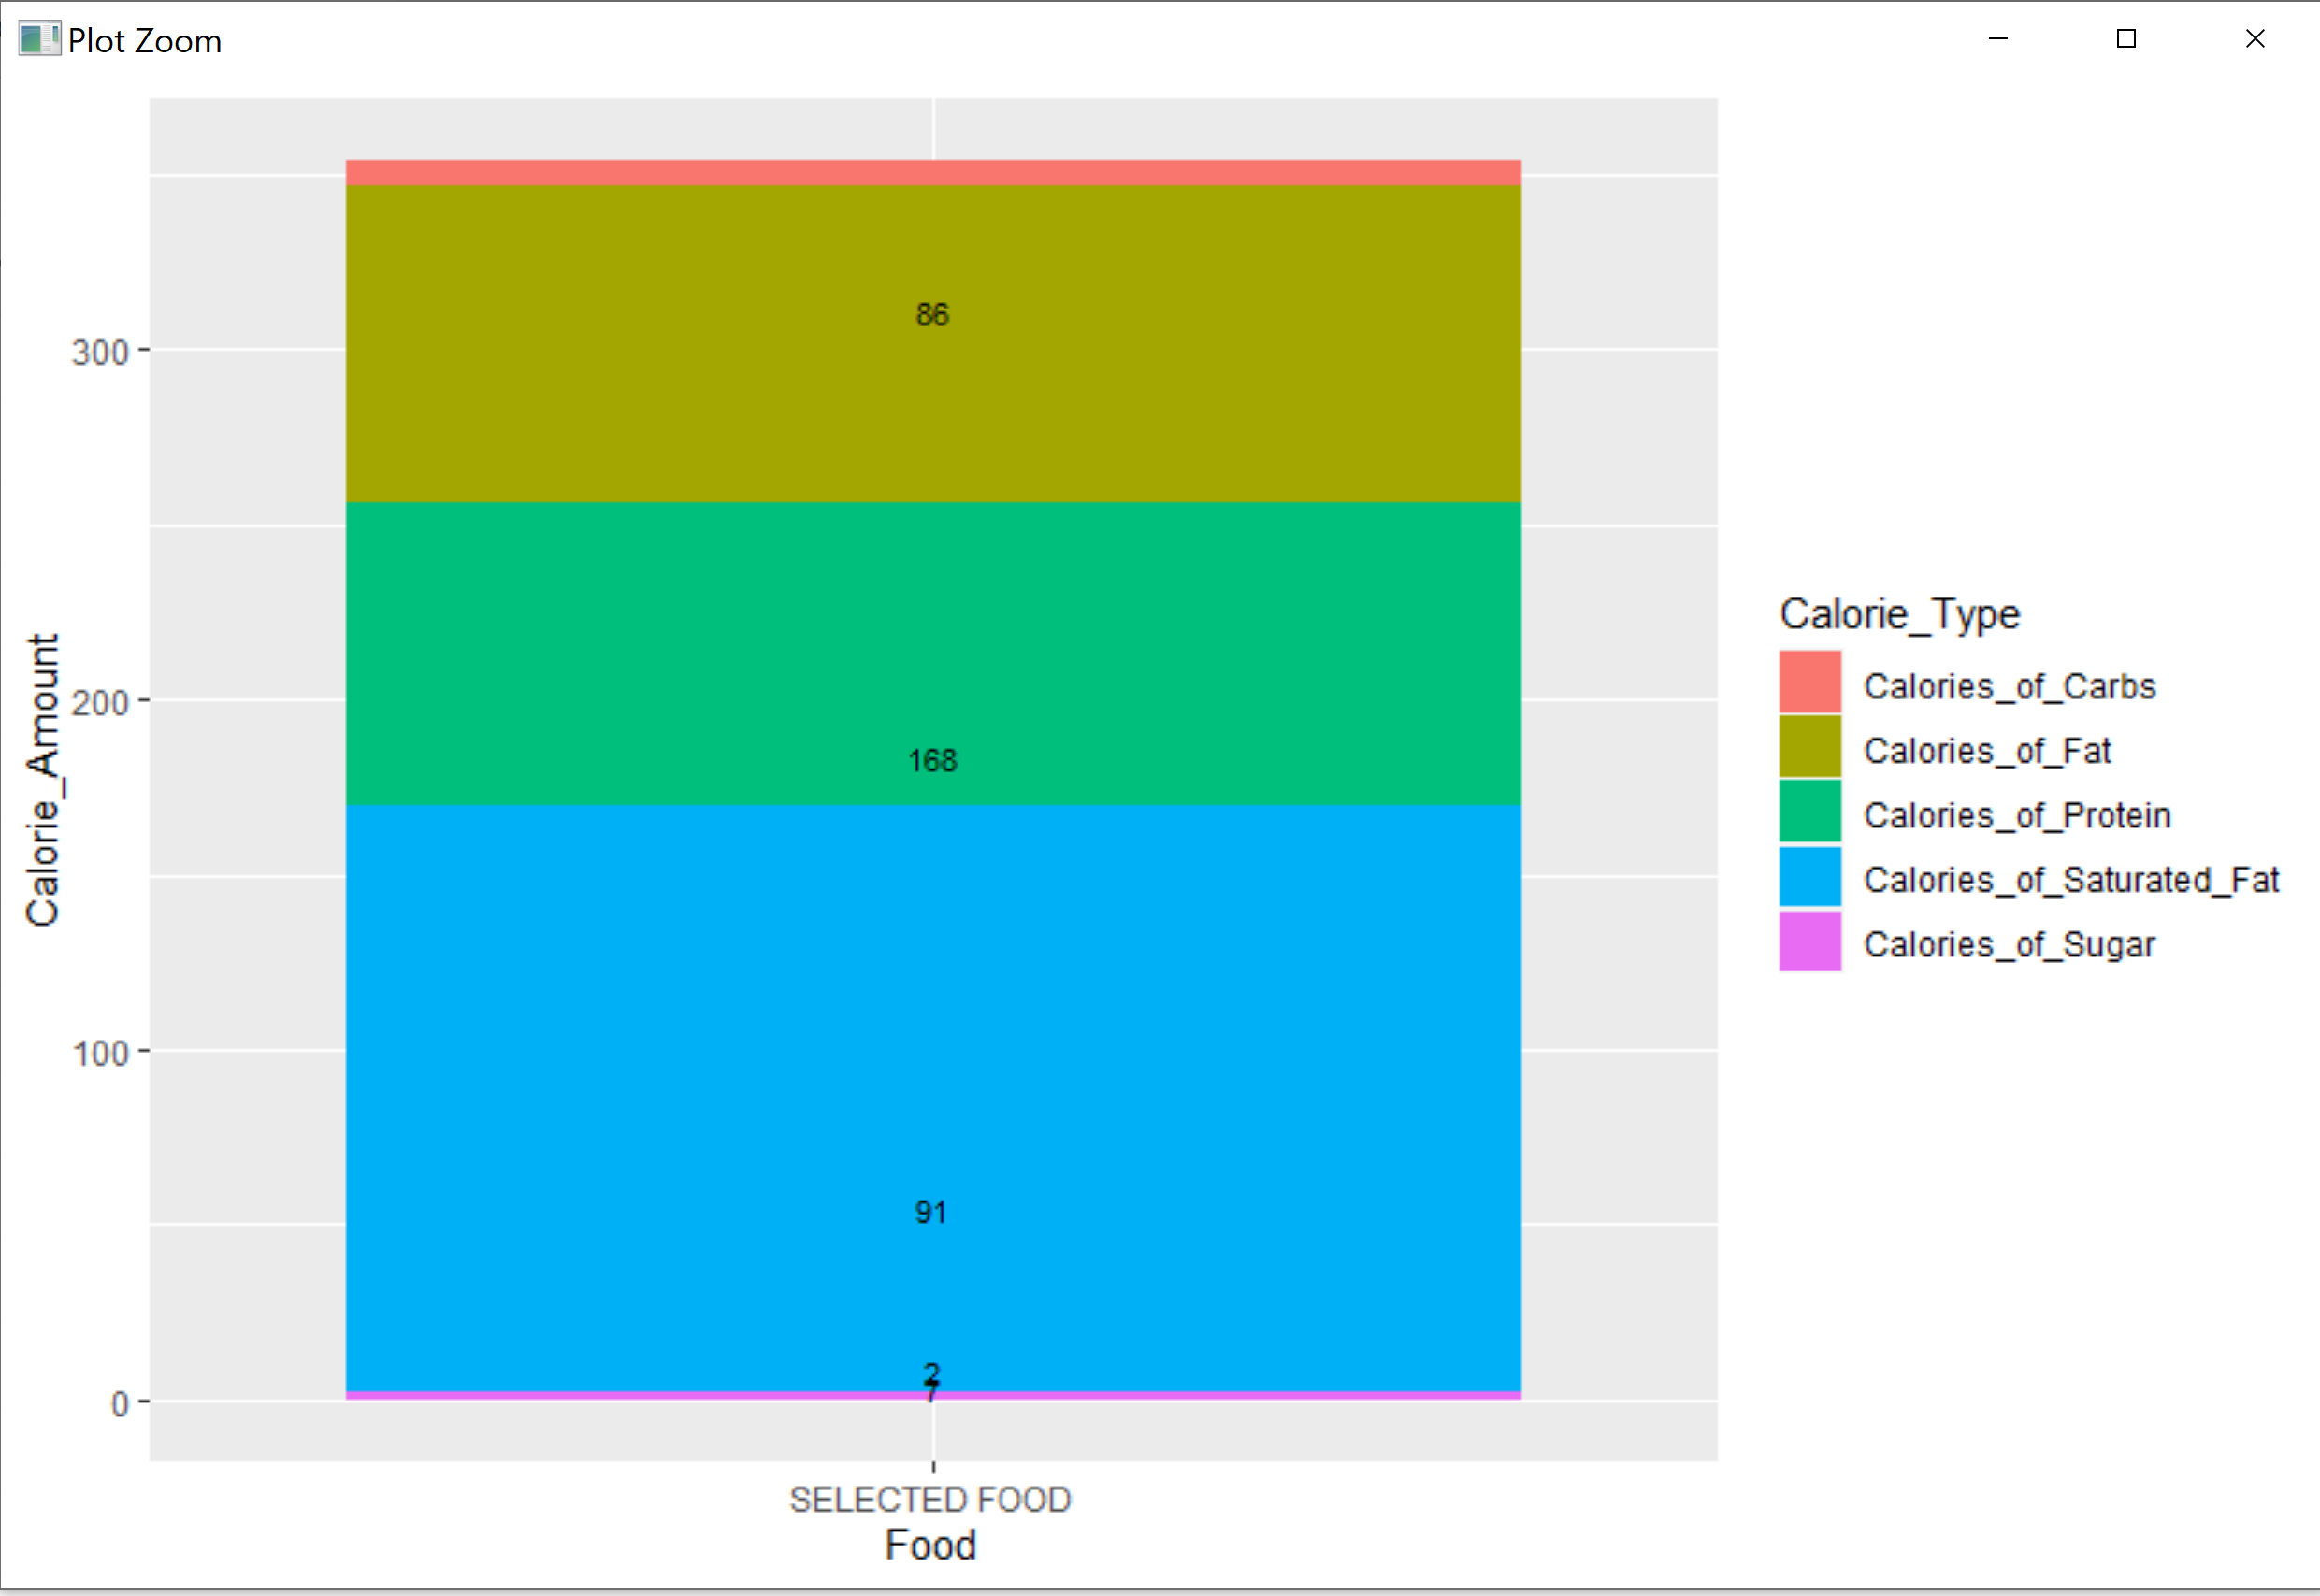 Plot Zoom
Calorie_Amount
300
200
100
0
86
168
91
2
7
SELECTED FOOD
Food
Calorie_Type
Calories_of_Carbs
Calories_of_Fat
Calories_of_Protein
Calories_of_Saturated_Fat
Calories_of_Sugar